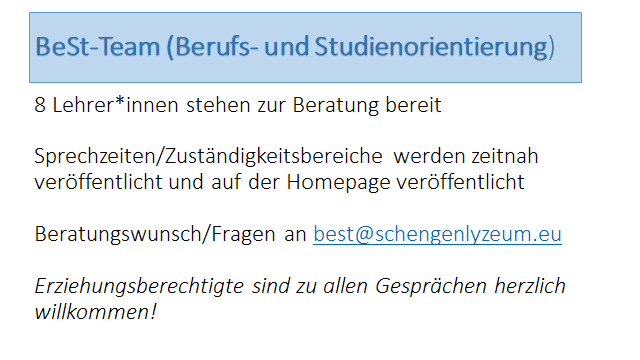 BeSt-Team (Berufs- und Studienorientierung)
8 Lehrer*innen stehen zur Beratung bereit
Sprechzeiten/Zuständigkeitsbereiche werden zeitnah
veröffentlicht und auf der Homepage veröffentlicht
Beratungswunsch/Fragen an best@schengenlyzeum.eu
Erziehungsberechtigte sind zu allen Gesprächen herzlich
willkommen!